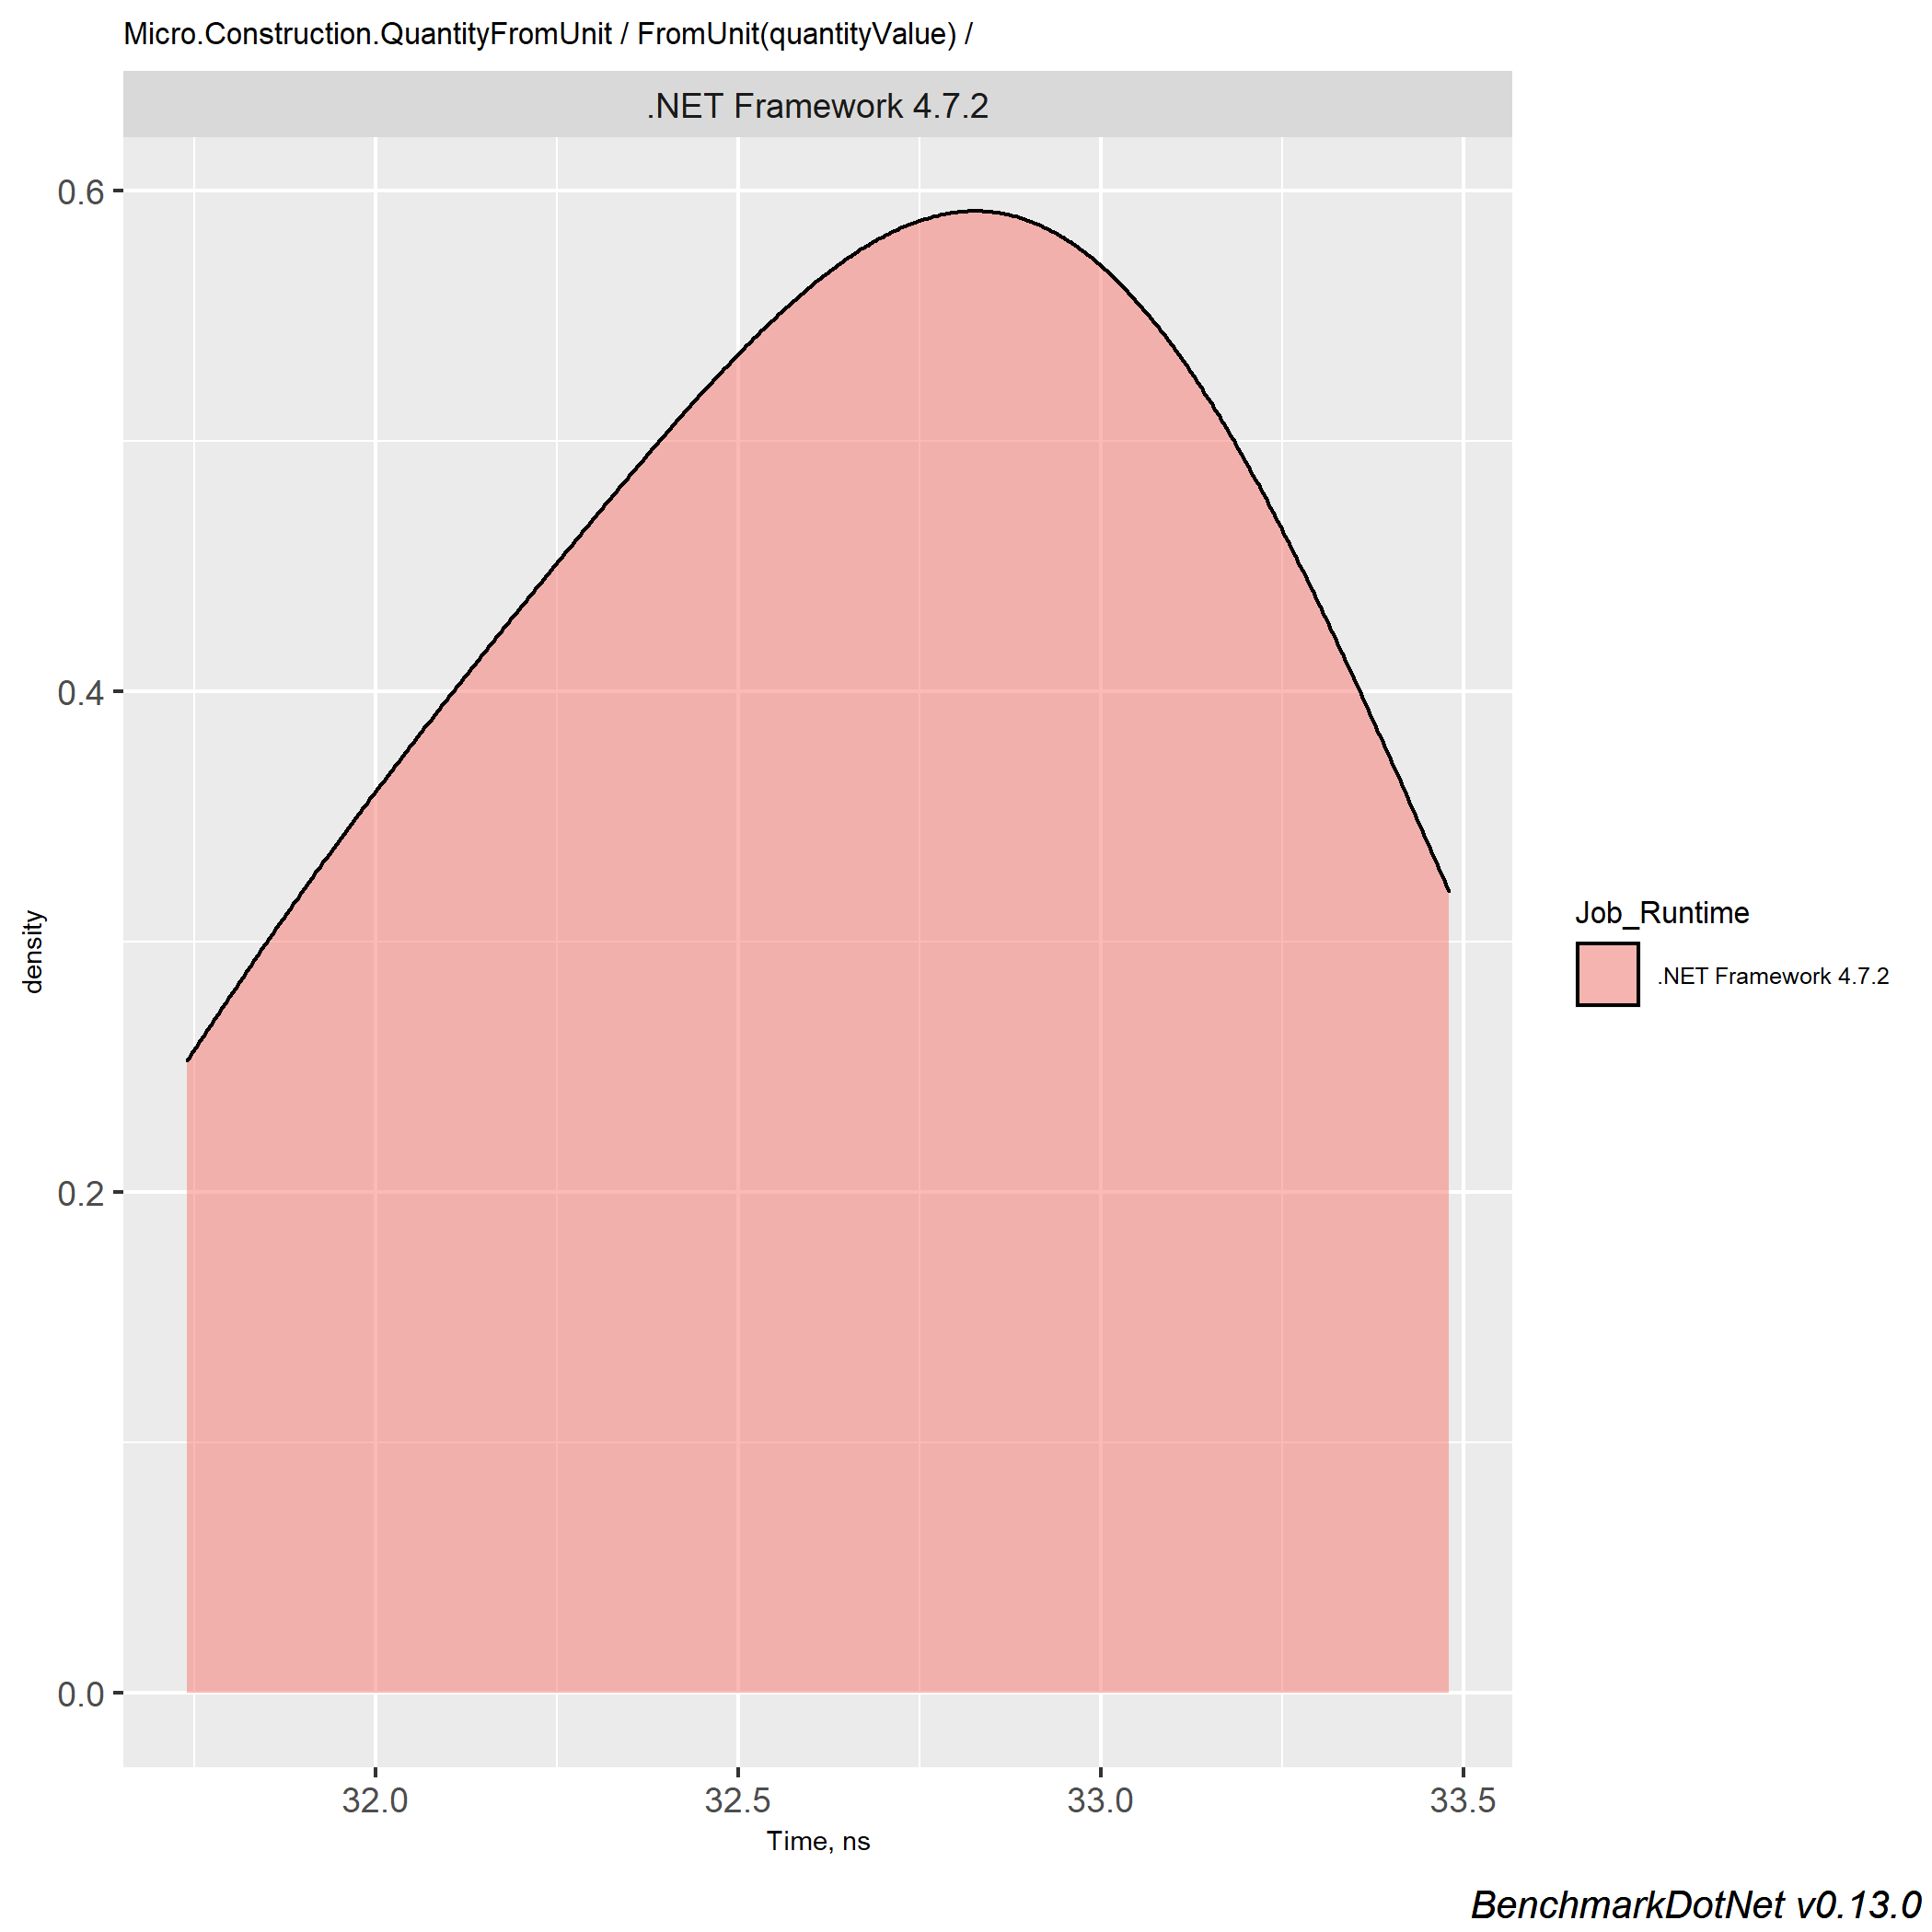 Micro.Construction.QuantityFromUnit / FromUnit(quantityValue) /
.NET Framework 4.7.2
0.6
0.4
0.2
0.0
density
32.0 32.5 33.0 33.5
Time, ns
Job_Runtime
.NET Framework 4.7.2
BenchmarkDotNet v0.13.0